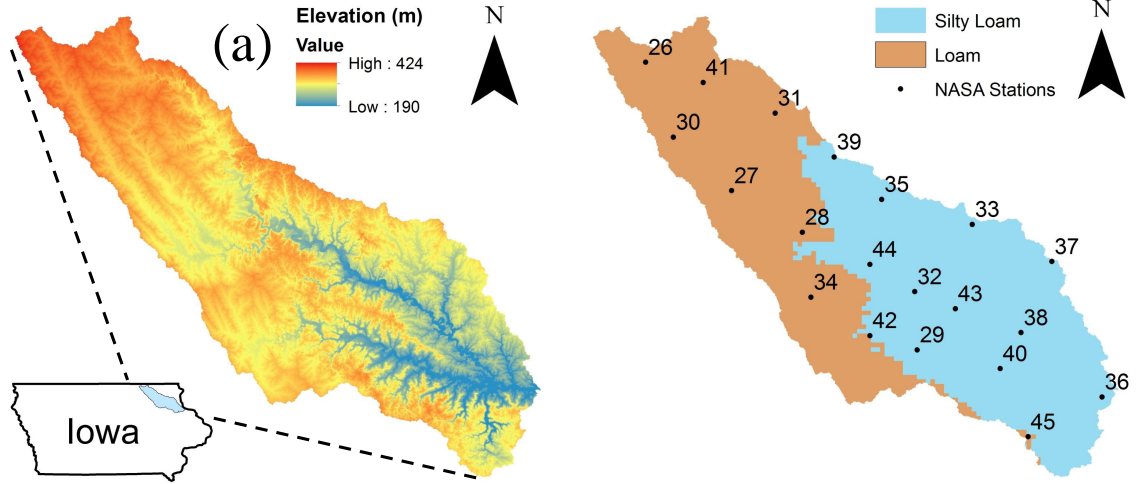 (a)
Elevation (m)
Value
High : 424
Low : 190
N
Iowa
N
Silty Loam
Loam
NASA Stations
26
41
31
30
39
27
35
28
33
44
37
34
32
43
42
38
29
40
36
45